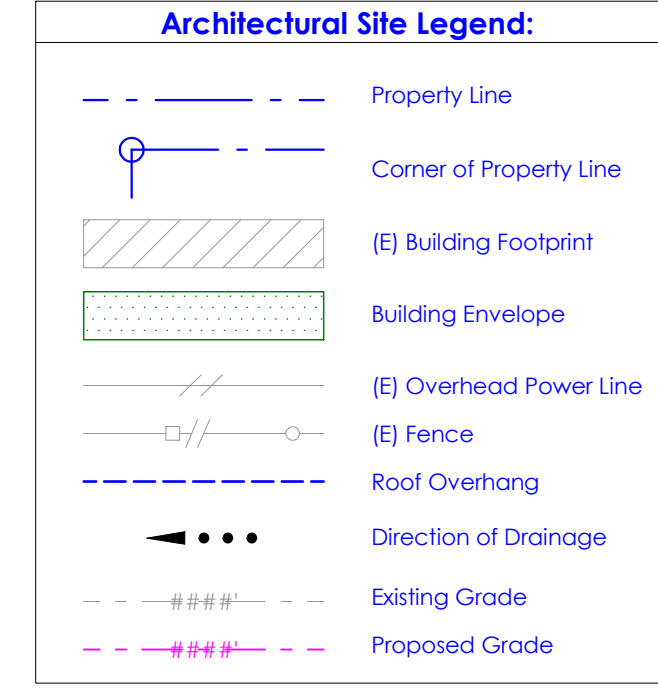 Architectural Site Legend:
Property Line
Corner of Property Line
(E) Building Footprint
Building Envelope
(E) Overhead Power Line
(E) Fence
Roof Overhang
Direction of Drainage
####' Existing Grade
####' Proposed Grade